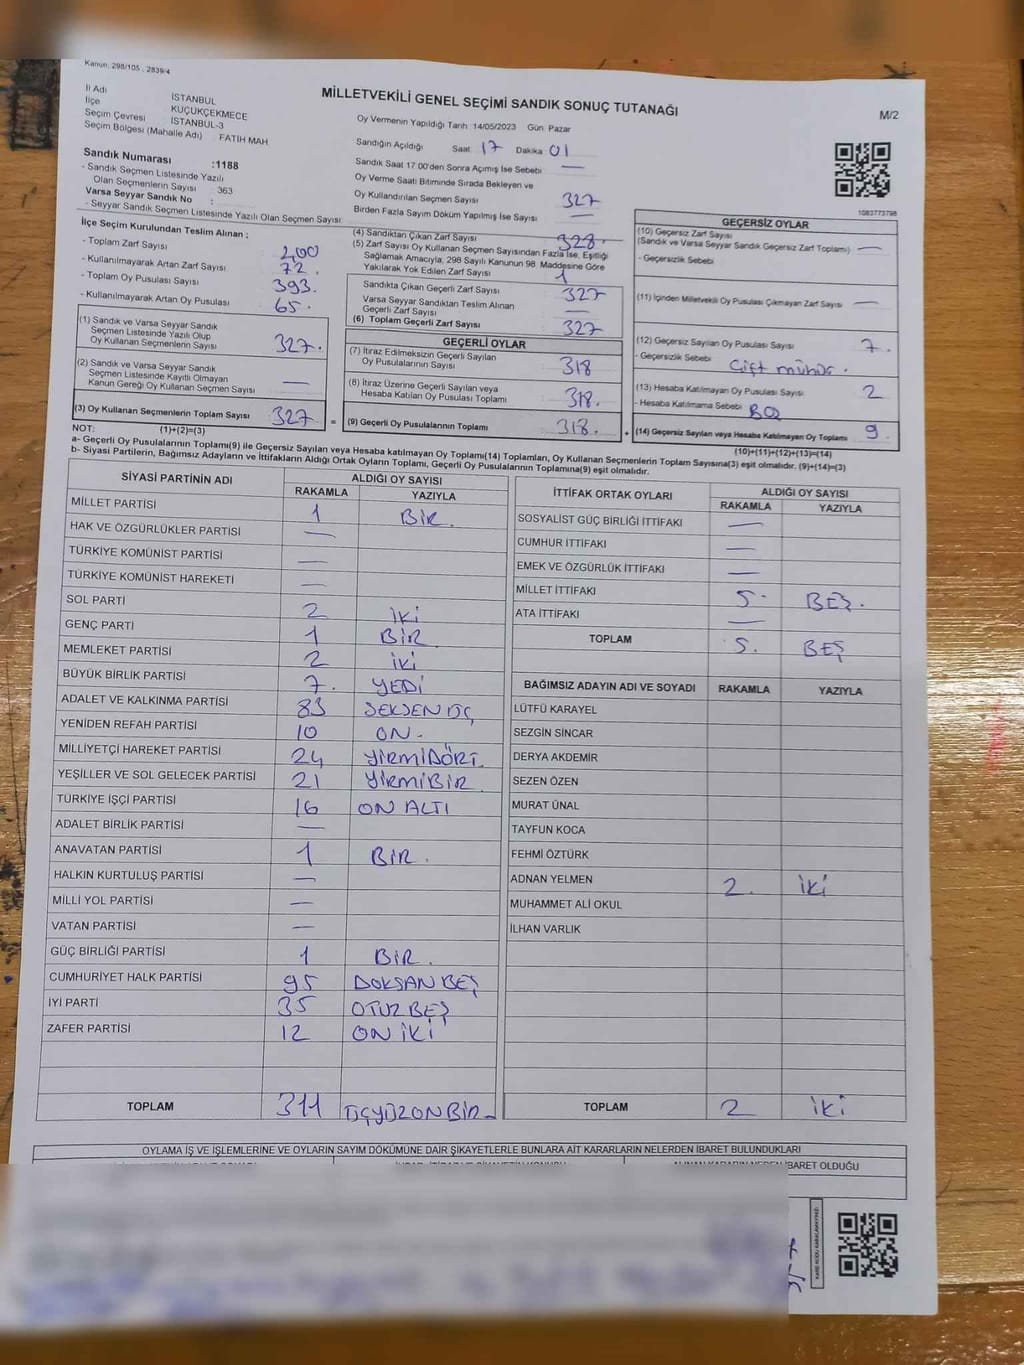 Kanun, 298/105 , 2839/4
MİLLETVEKİLİ GENEL SEÇİMİ SANDIK SONUÇ TUTANAĞI
M/2
İl Adı İSTANBUL
İlçe KÜÇÜKÇEKMECE
Seçim Çevresi İSTANBUL-3
Seçim Bölgesi (Mahalle Adı) FATİH MAH
Sandık Numarası :1188
- Sandık Seçmen Listesinde Yazılı
Olan Seçmenlerin Sayısı : 363
Varsa Seyyar Sandık No :
- Seyyar Sandık Seçmen Listesinde Yazılı Olan Seçmen Sayısı
Oy Vermenin Yapıldığı Tarih 14/05/2023 Gün Pazar
Sandığın Açıldığı Saat 17 Dakika 01
Sandık Saat 17.00'den Sonra Açmış İse Sebebi —
Oy Verme Saati Bitiminde Sırada Bekleyen ve
Oy Kullandırılan Seçmen Sayısı 327
Birden Fazla Sayım Döküm Yapılmış İse Sayısı —
1083773798
İlçe Seçim Kurulundan Teslim Alınan ;
- Toplam Zarf Sayısı 400
- Kullanılmayarak Artan Zarf Sayısı 72.
- Toplam Oy Pusulası Sayısı 393.
- Kullanılmayarak Artan Oy Pusulası 65.
(1) Sandık ve Varsa Seyyar Sandık
Seçmen Listesinde Yazılı Olup
Oy Kullanan Seçmenlerin Sayısı 327.
(2) Sandık ve Varsa Seyyar Sandık
Seçmen Listesinde Kayıtlı Olmayan
Kanun Gereği Oy Kullanan Seçmen Sayısı —
(3) Oy Kullanan Seçmenlerin Toplam Sayısı 327 =
(4) Sandıktan Çıkan Zarf Sayısı 328.
(5) Zarf Sayısı Oy Kullanan Seçmen Sayısından Fazla İse, Eşitliği
Sağlamak Amacıyla, 298 Sayılı Kanunun 98. Maddesine Göre
Yakılarak Yok Edilen Zarf Sayısı 1
Sandıkta Çıkan Geçerli Zarf Sayısı 327
Varsa Seyyar Sandıktan Teslim Alınan
Geçerli Zarf Sayısı —
(6) Toplam Geçerli Zarf Sayısı 327
GEÇERLİ OYLAR
(7) İtiraz Edilmeksizin Geçerli Sayılan
Oy Pusulalarının Sayısı 318
(8) İtiraz Üzerine Geçerli Sayılan veya
Hesaba Katılan Oy Pusulaları Toplamı 318.
(9) Geçerli Oy Pusulalarının Toplamı 318. +
GEÇERSİZ OYLAR
(10) Geçersiz Zarf Sayısı
(Sandık ve Varsa Seyyar Sandık Geçersiz Zarf Toplamı) —
- Geçersizlik Sebebi
(11) İçinden Milletvekili Oy Pusulası Çıkmayan Zarf Sayısı —
(12) Geçersiz Sayılan Oy Pusulası Sayısı 7.
- Geçersizlik Sebebi Çift mühür.
(13) Hesaba Katılmayan Oy Pusulası Sayısı 2
- Hesaba Katılmama Sebebi Boş
(14) Geçersiz Sayılan veya Hesaba Katılmayan Oy Toplamı 9.
NOT: (1)+(2)=(3) (10)+(11)+(12)+(13)=(14)
a- Geçerli Oy Pusulalarının Toplamı(9) ile Geçersiz Sayılan veya Hesaba katılmayan Oy Toplamı(14) Toplamları, Oy Kullanan Seçmenlerin Toplam Sayısına(3) eşit olmalıdır. (9)+(14)=(3)
b- Siyasi Partilerin, Bağımsız Adayların ve İttifakların Aldığı Ortak Oyların Toplamı, Geçerli Oy Pusulalarının Toplamına(9) eşit olmalıdır.
SİYASİ PARTİNİN ADI ALDIĞI OY SAYISI
RAKAMLA YAZIYLA
MİLLET PARTİSİ 1 BİR.
HAK VE ÖZGÜRLÜKLER PARTİSİ —
TÜRKİYE KOMÜNİST PARTİSİ —
TÜRKİYE KOMÜNİST HAREKETİ —
SOL PARTİ 2 İKİ
GENÇ PARTİ 1 BİR
MEMLEKET PARTİSİ 2 İKİ
BÜYÜK BİRLİK PARTİSİ 7. YEDİ
ADALET VE KALKINMA PARTİSİ 83 SEKSEN ÜÇ
YENİDEN REFAH PARTİSİ 10 ON-
MİLLİYETÇİ HAREKET PARTİSİ 24 YİRMİDÖRT.
YEŞİLLER VE SOL GELECEK PARTİSİ 21 YİRMİBİR
TÜRKİYE İŞÇİ PARTİSİ 16 ON ALTI
ADALET BİRLİK PARTİSİ —
ANAVATAN PARTİSİ 1 BİR.
HALKIN KURTULUŞ PARTİSİ —
MİLLİ YOL PARTİSİ —
VATAN PARTİSİ —
GÜÇ BİRLİĞİ PARTİSİ 1 BİR.
CUMHURİYET HALK PARTİSİ 95 DOKSAN BEŞ
İYİ PARTİ 35 OTUZ BEŞ
ZAFER PARTİSİ 12 ON İKİ
TOPLAM 311 ÜÇYÜZONBİR-
İTTİFAK ORTAK OYLARI ALDIĞI OY SAYISI
RAKAMLA YAZIYLA
SOSYALİST GÜÇ BİRLİĞİ İTTİFAKI —
CUMHUR İTTİFAKI —
EMEK VE ÖZGÜRLÜK İTTİFAKI —
MİLLET İTTİFAKI 5. BEŞ.
ATA İTTİFAKI —
TOPLAM 5. BEŞ
BAĞIMSIZ ADAYIN ADI VE SOYADI RAKAMLA YAZIYLA
LÜTFÜ KARAYEL
SEZGİN SİNCAR
DERYA AKDEMİR
SEZEN ÖZEN
MURAT ÜNAL
TAYFUN KOCA
FEHMİ ÖZTÜRK
ADNAN YELMEN 2. İKİ
MUHAMMET ALİ OKUL
İLHAN VARLIK
TOPLAM 2 İKİ
OYLAMA İŞ VE İŞLEMLERİNE VE OYLARIN SAYIM DÖKÜMÜNE DAİR ŞİKAYETLERLE BUNLARA AİT KARARLARIN NELERDEN İBARET BULUNDUKLARI
ALINAN KARARIN NEDEN İBARET OLDUĞU